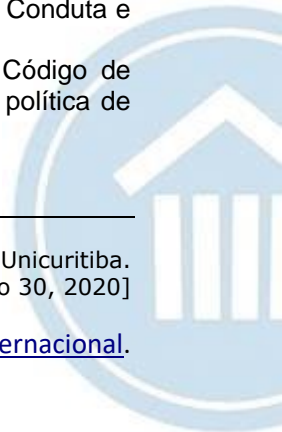 Conduta e
Código de
política de
Unicuritiba.
o 30, 2020]
ernacional.